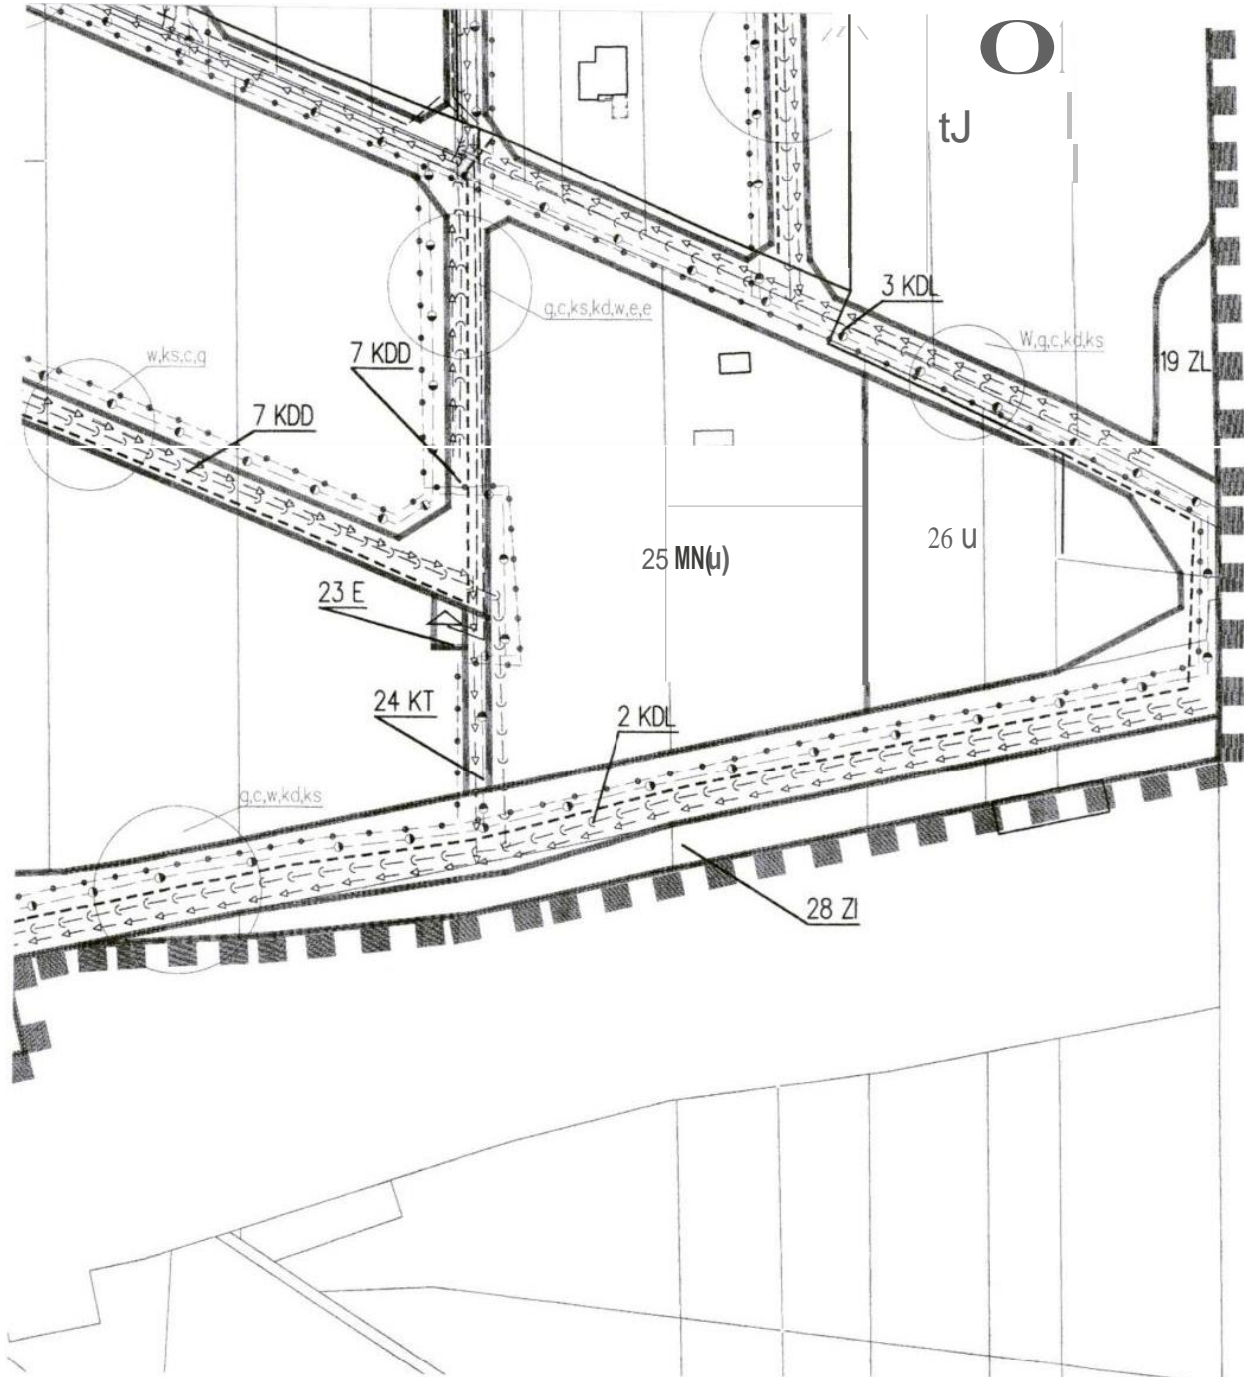 O
tJ
3 KDL
g,c,ks,kd,w,e,e
W,g,c,kd,ks
w,ks,c,g
7 KDD
19 ZL
7 KDD
26 u
25 MN(u)
23 E
24 KT
2 KDL
g,c,w,kd,ks
28 ZI